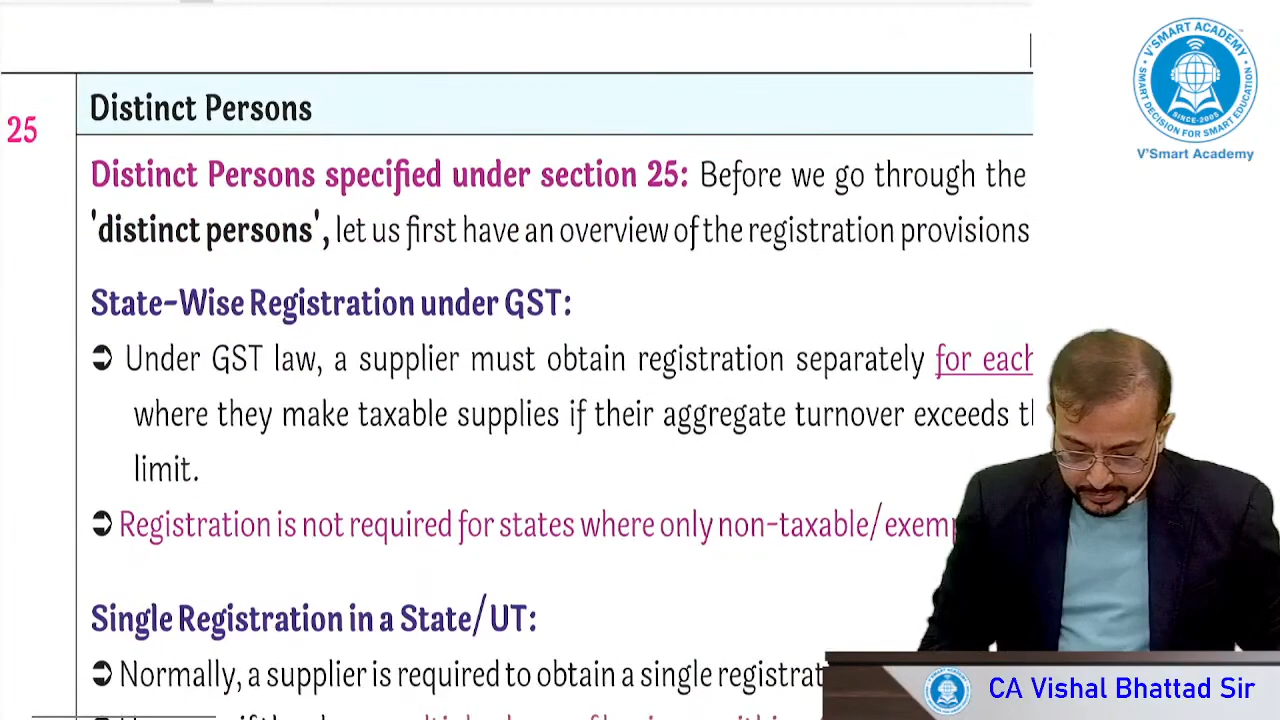 Distinct Persons
25
Distinct Persons specified under section 25: Before we go through the
'distinct persons', let us first have an overview of the registration provisions
State-Wise Registration under GST:
➲ Under GST law, a supplier must obtain registration separately for each
where they make taxable supplies if their aggregate turnover exceeds
limit.
➲ Registration is not required for states where only non-taxable/
Single Registration in a State/UT:
➲ Normally, a supplier is required to obtain a single
V'SMART ACADEMY
SMART DECISION FOR SMART EDUCATION
SINCE-2005
V'Smart Academy
CA Vishal Bhattad Sir